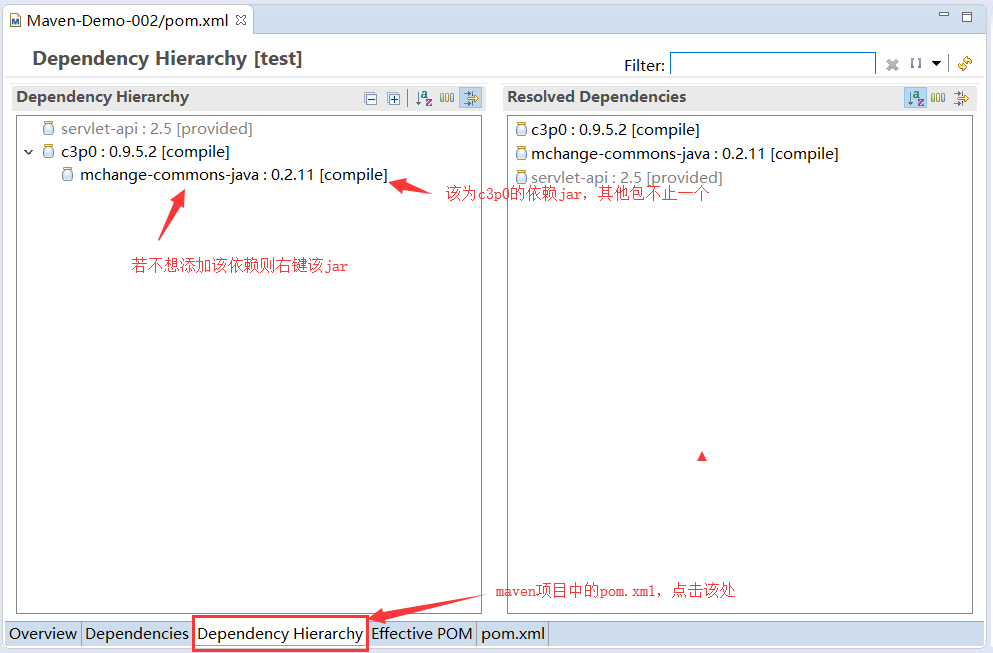 Maven-Demo-002/pom.xml
Dependency Hierarchy [test]
Filter:
Dependency Hierarchy
servlet-api : 2.5 [provided]
c3p0 : 0.9.5.2 [compile]
mchange-commons-java : 0.2.11 [compile]
若不想添加该依赖则右键该jar
Resolved Dependencies
c3p0 : 0.9.5.2 [compile]
mchange-commons-java : 0.2.11 [compile]
servlet-api : 2.5 [provided]
该为c3p0的依赖jar，其他包不止一个
maven项目中的pom.xml，点击该处
Overview Dependencies Dependency Hierarchy Effective POM pom.xml